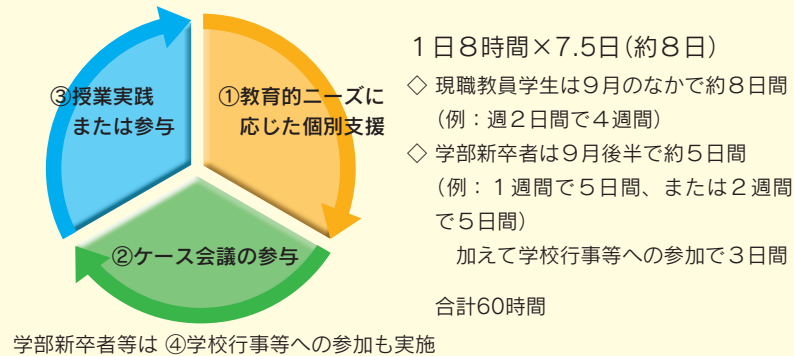 ③授業実践
または参与
①教育的ニーズに
応じた個別支援
②ケース会議の参与
学部新卒者等は ④学校行事等への参加も実施
1日8時間×7.5日(約8日)
◇ 現職教員学生は9月のなかで約8日間
(例：週2日間で4週間)
◇ 学部新卒者は9月後半で約5日間
(例：1週間で5日間、または2週間
で5日間)
加えて学校行事等への参加で3日間
合計60時間